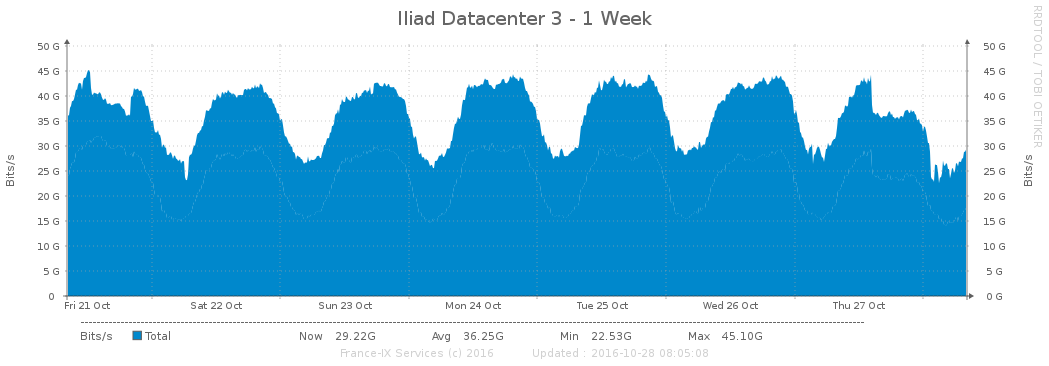 Iliad Datacenter 3 - 1 Week
RRDTOOL / TOBI OETIKER
50 G 50 G
45 G 45 G
40 G 40 G
35 G 35 G
30 G 30 G
25 G 25 G
20 G 20 G
15 G 15 G
10 G 10 G
5 G 5 G
0 0 G
Bits/s
Bits/s
Fri 21 Oct Sat 22 Oct Sun 23 Oct Mon 24 Oct Tue 25 Oct Wed 26 Oct Thu 27 Oct
Bits/s Total Now 29.22G Avg 36.25G Min 22.53G Max 45.10G
France-IX Services (c) 2016 Updated : 2016-10-28 08:05:08